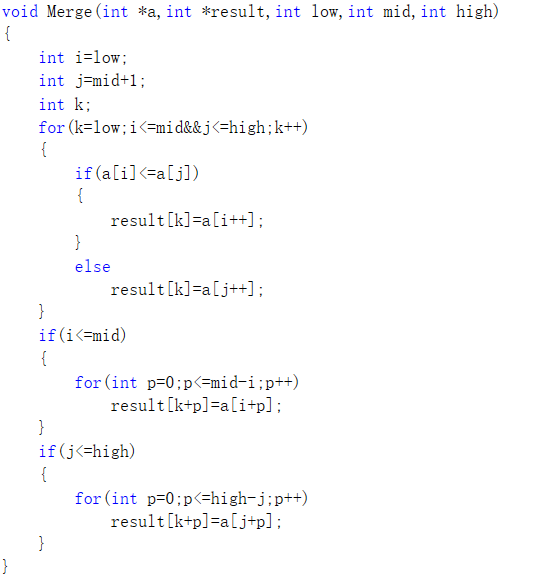 void Merge(int *a,int *result,int low,int mid,int high)
{
    int i=low;
    int j=mid+1;
    int k;
    for(k=low;i<=mid&&j<=high;k++)
    {
        if(a[i]<=a[j])
        {
            result[k]=a[i++];
        }
        else
            result[k]=a[j++];
    }
    if(i<=mid)
    {
        for(int p=0;p<=mid-i;p++)
            result[k+p]=a[i+p];
    }
    if(j<=high)
    {
        for(int p=0;p<=high-j;p++)
            result[k+p]=a[j+p];
    }
}